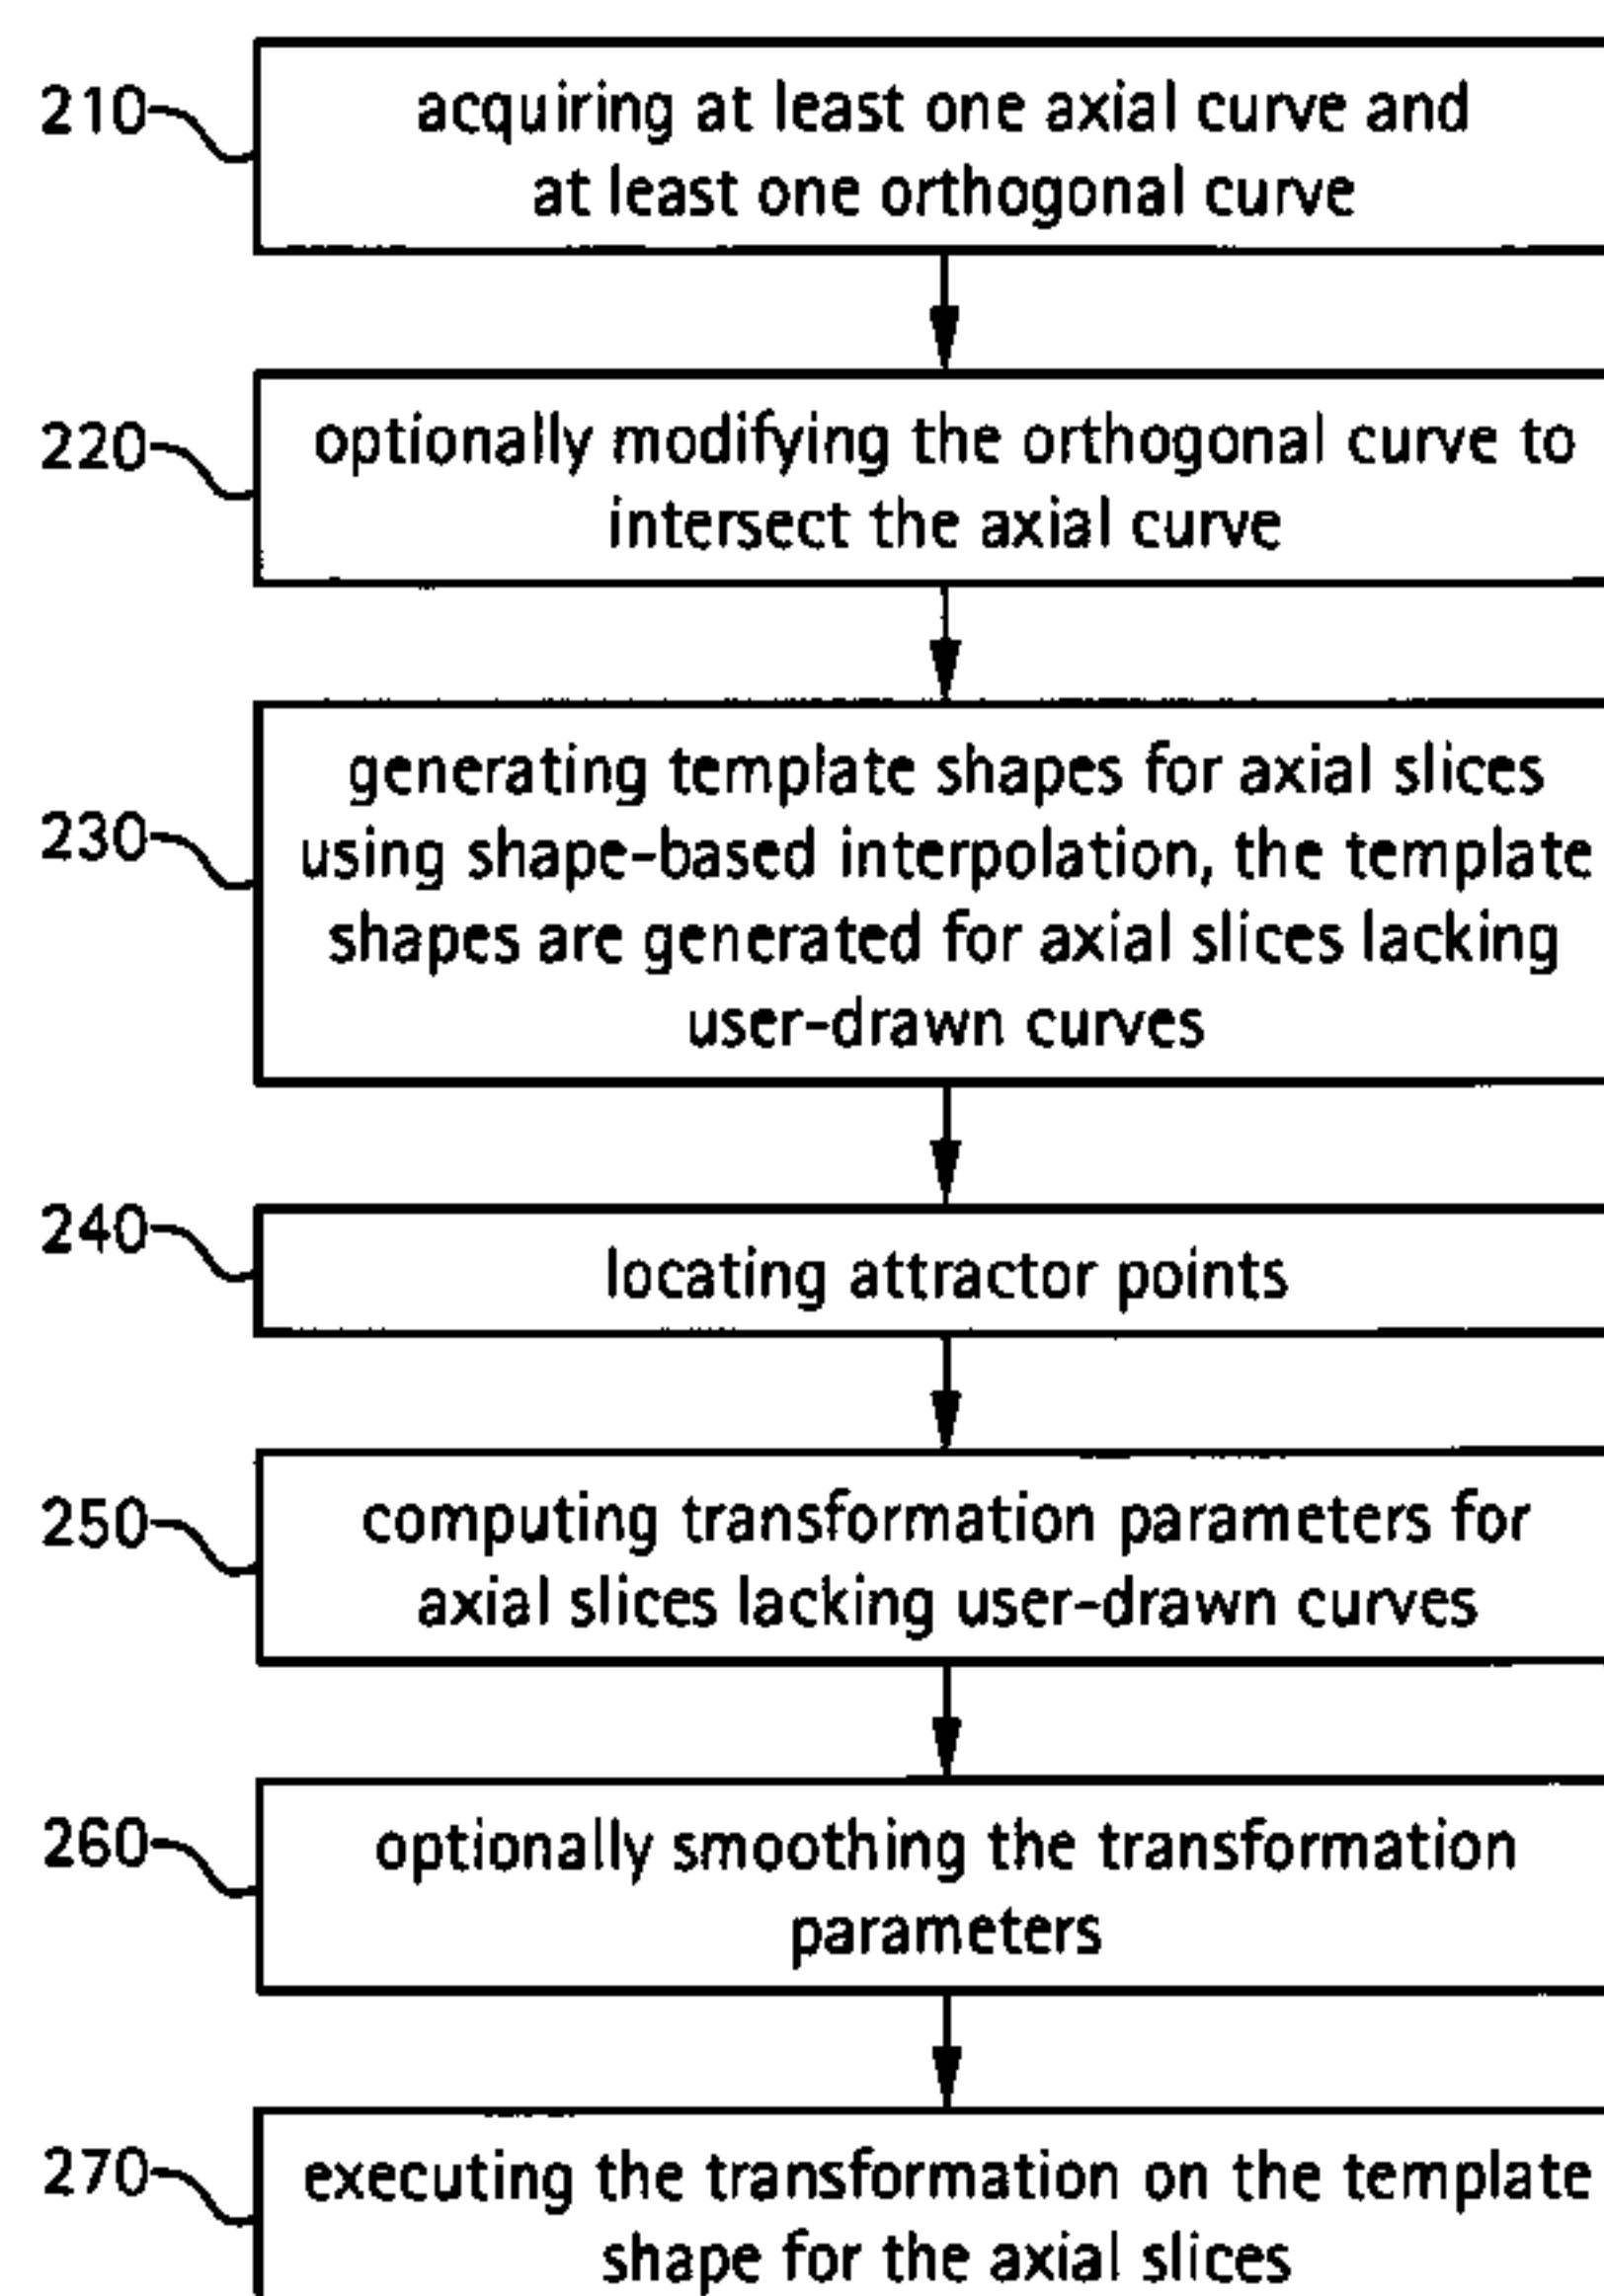 210
acquiring at least one axial curve and
at least one orthogonal curve
220
optionally modifying the orthogonal curve to
intersect the axial curve
230
generating template shapes for axial slices
using shape-based interpolation, the template
shapes are generated for axial slices lacking
user-drawn curves
240
locating attractor points
250
computing transformation parameters for
axial slices lacking user-drawn curves
260
optionally smoothing the transformation
parameters
270
executing the transformation on the template
shape for the axial slices